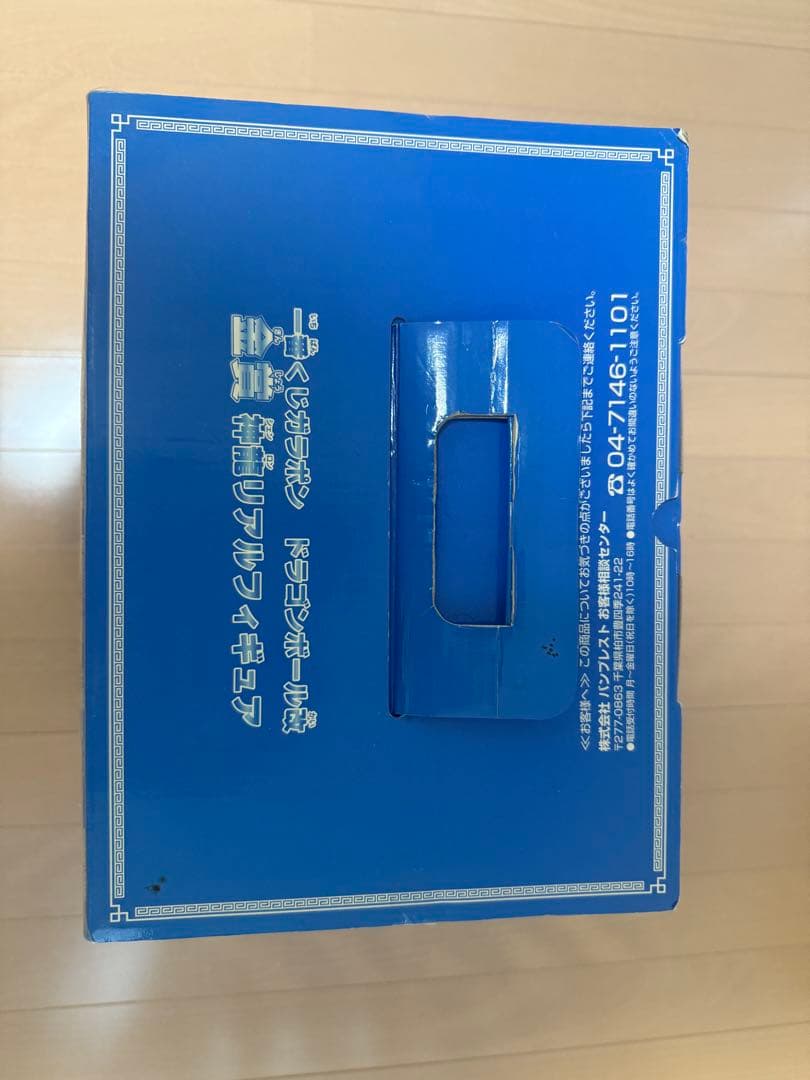 一番くじガラポン ドラゴンボール改
金賞 神龍リアルフィギュア
≪お客様へ≫ この商品についてお気づきの点がございましたら下記までご連絡ください。
株式会社 バンプレスト お客様相談センター ☎ 04-7146-1101
〒277-0863 千葉県柏市豊四季241-22
●電話受付時間 月～金曜日(祝日を除く)10時～16時 ●電話番号はよく確かめてお間違いのないようご注意ください。